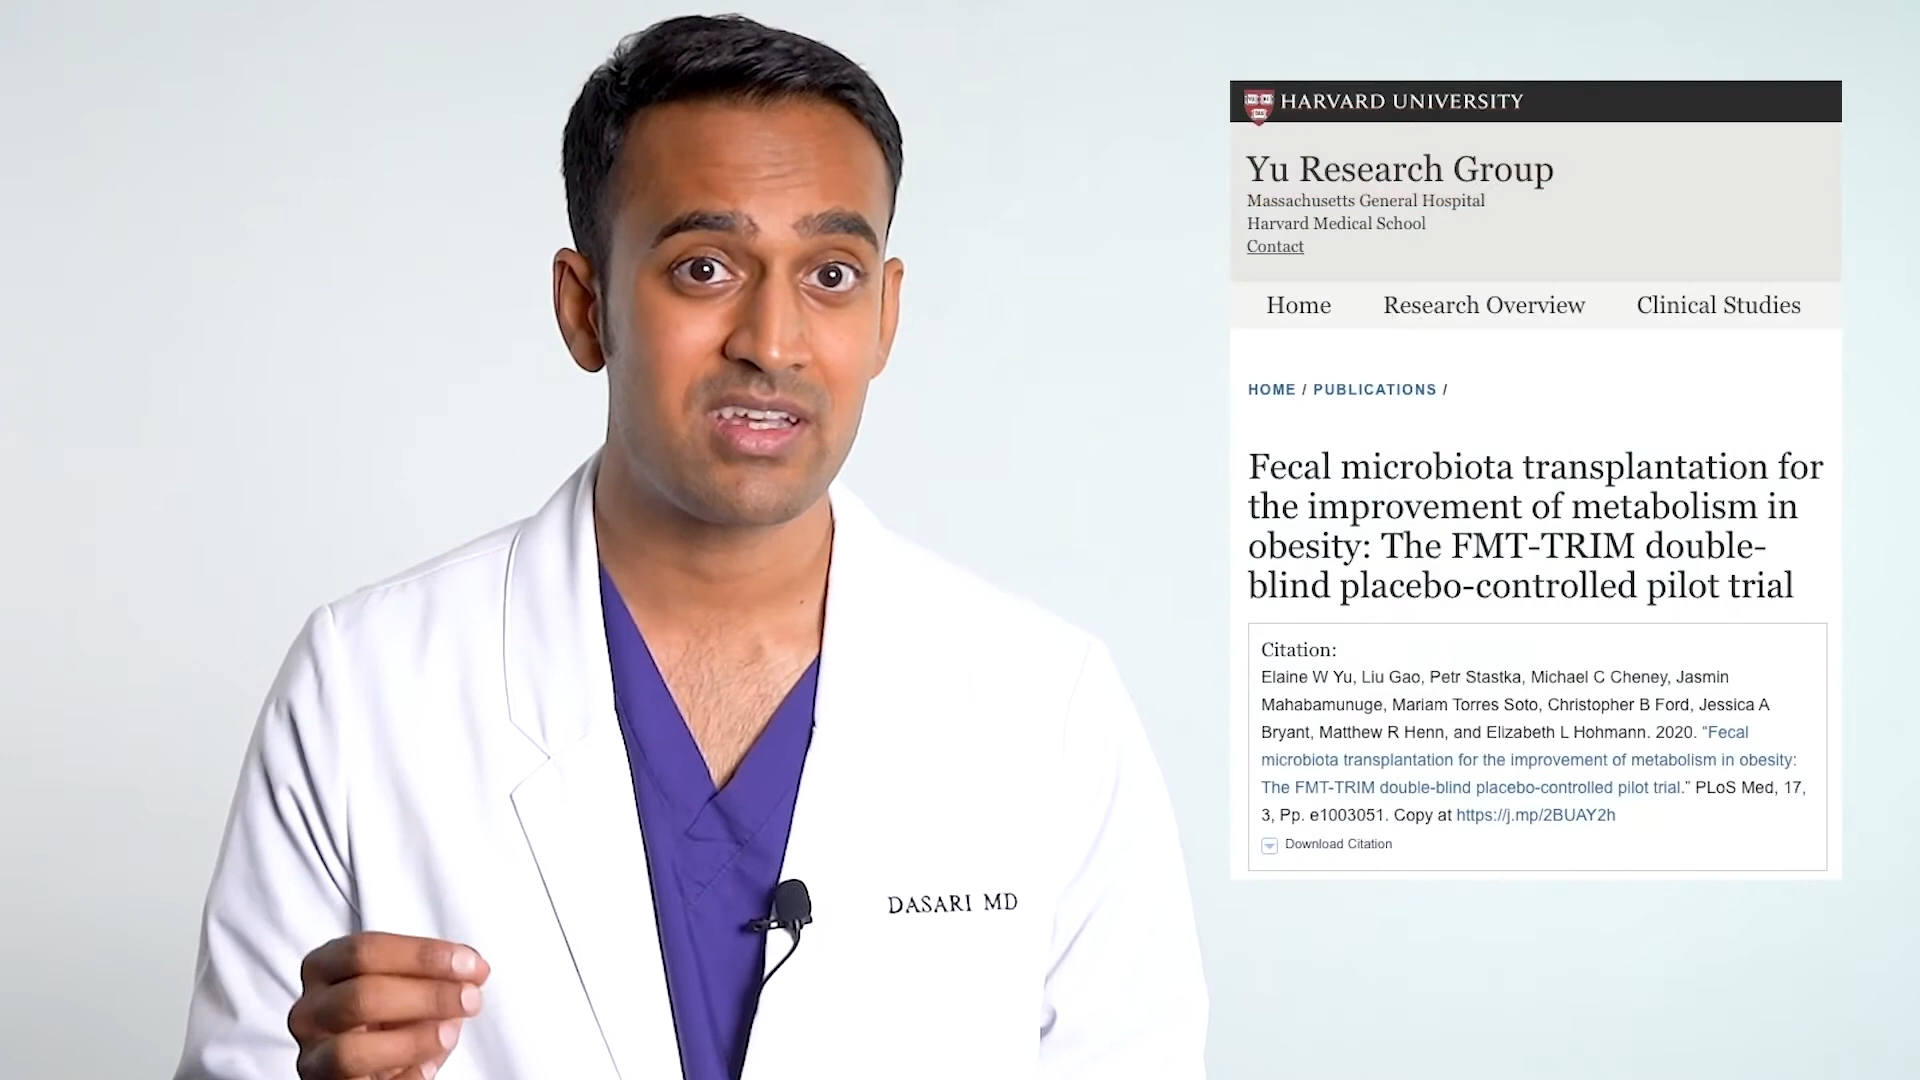 HARVARD UNIVERSITY
Yu Research Group
Massachusetts General Hospital
Harvard Medical School
Contact
Home Research Overview Clinical Studies
HOME / PUBLICATIONS /
Fecal microbiota transplantation for
the improvement of metabolism in
obesity: The FMT-TRIM double-
blind placebo-controlled pilot trial
Citation:
Elaine W Yu, Liu Gao, Petr Stastka, Michael C Cheney, Jasmin
Mahabamunuge, Mariam Torres Soto, Christopher B Ford, Jessica A
Bryant, Matthew R Henn, and Elizabeth L Hohmann. 2020. “Fecal
microbiota transplantation for the improvement of metabolism in obesity:
The FMT-TRIM double-blind placebo-controlled pilot trial.” PLoS Med, 17,
3, Pp. e1003051. Copy at https://j.mp/2BUAY2h
Download Citation
DASARI MD